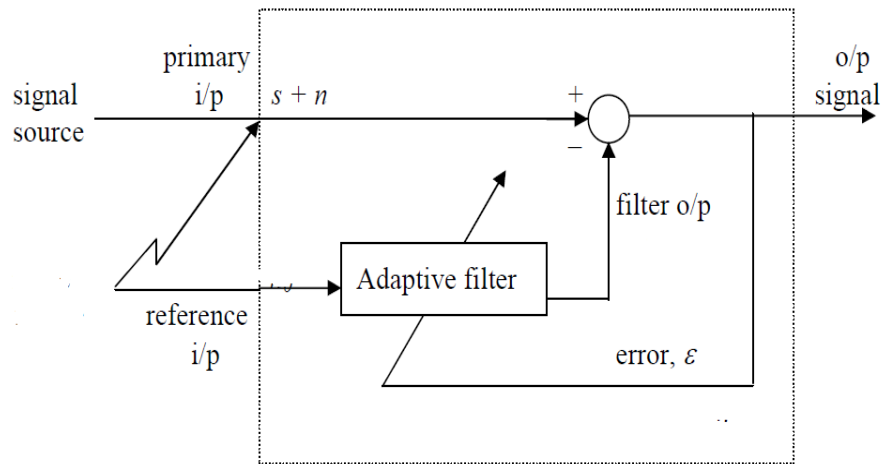 primary
i/p
signal
source
s + n
+
−
o/p
signal
filter o/p
Adaptive filter
reference
i/p
error, ε